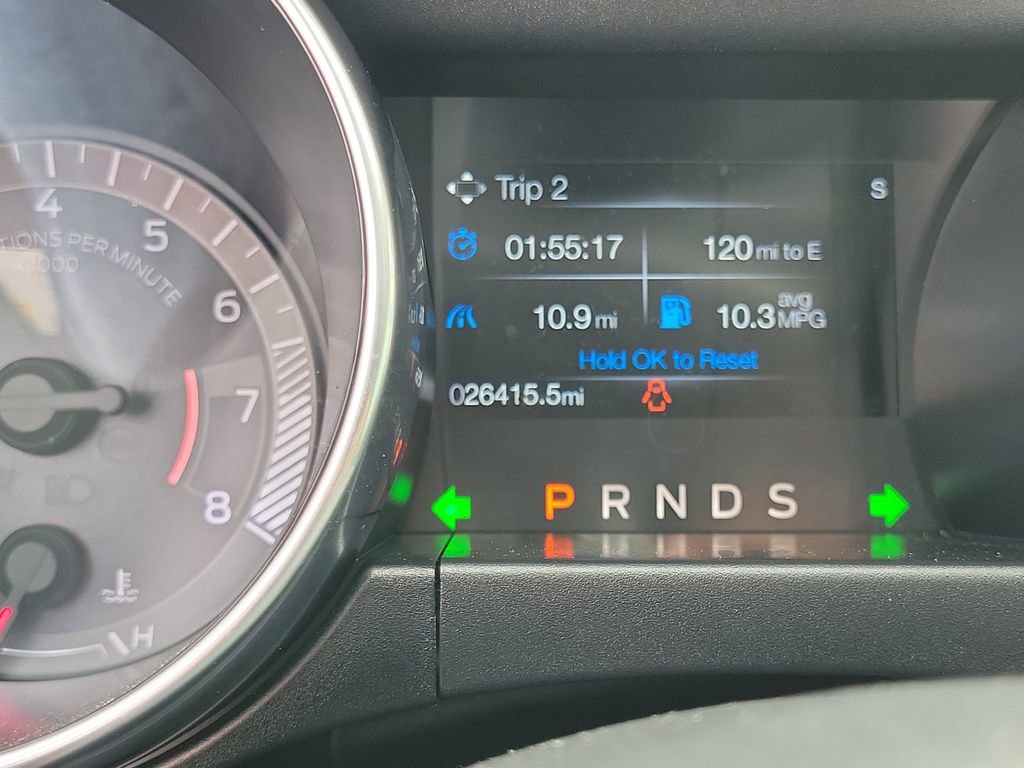 Trip 2
S
01:55:17
120 mi to E
10.9 mi
10.3 avg MPG
Hold OK to Reset
026415.5mi
P R N D S
4
5
6
7
8
TIONS PER MINUTE
x1000
H